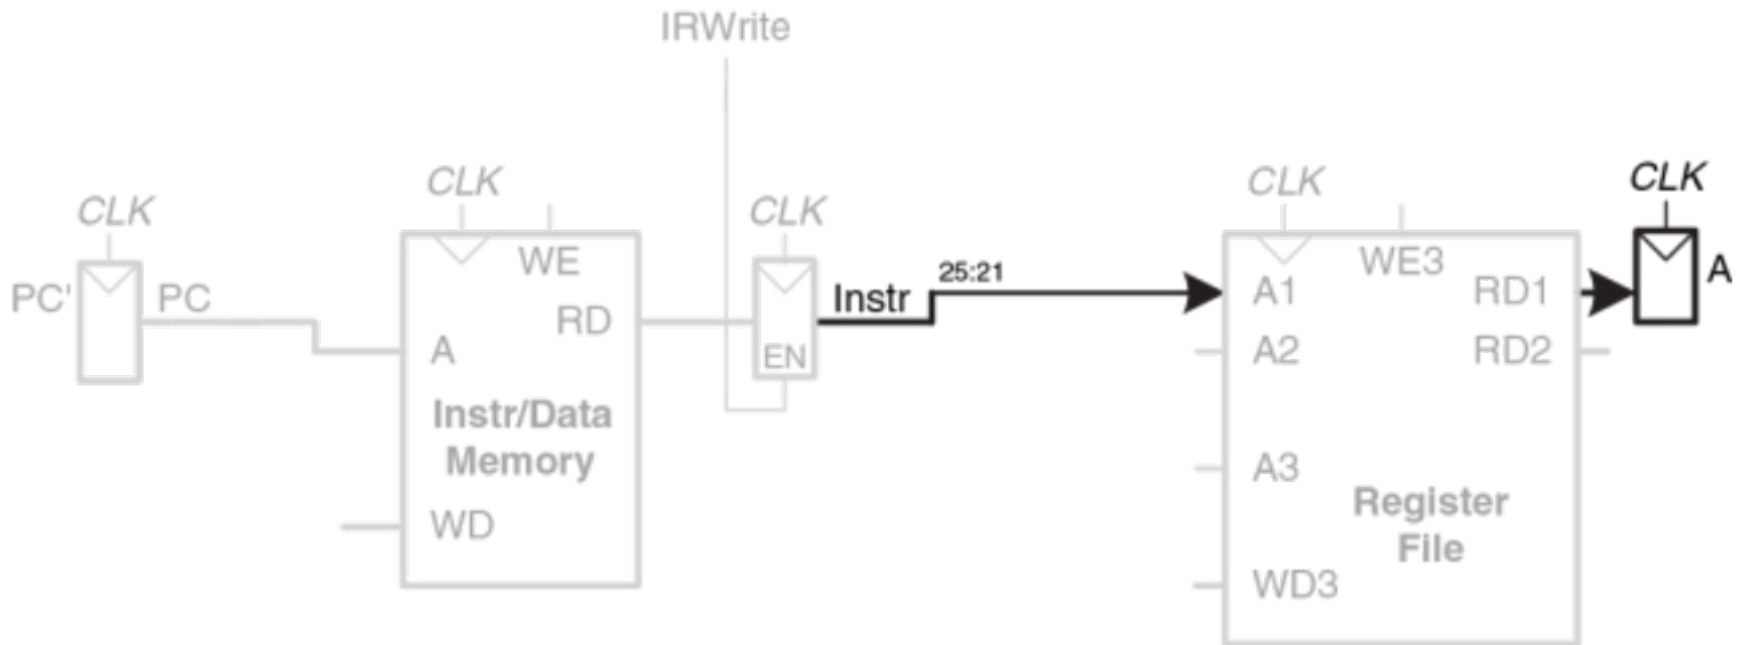 IRWrite
CLK
CLK
CLK
CLK
CLK
PC'
PC
WE
RD
A
Instr/Data
Memory
WD
EN
Instr
25:21
A1
WE3
RD1
A
A2
RD2
A3
Register
File
WD3